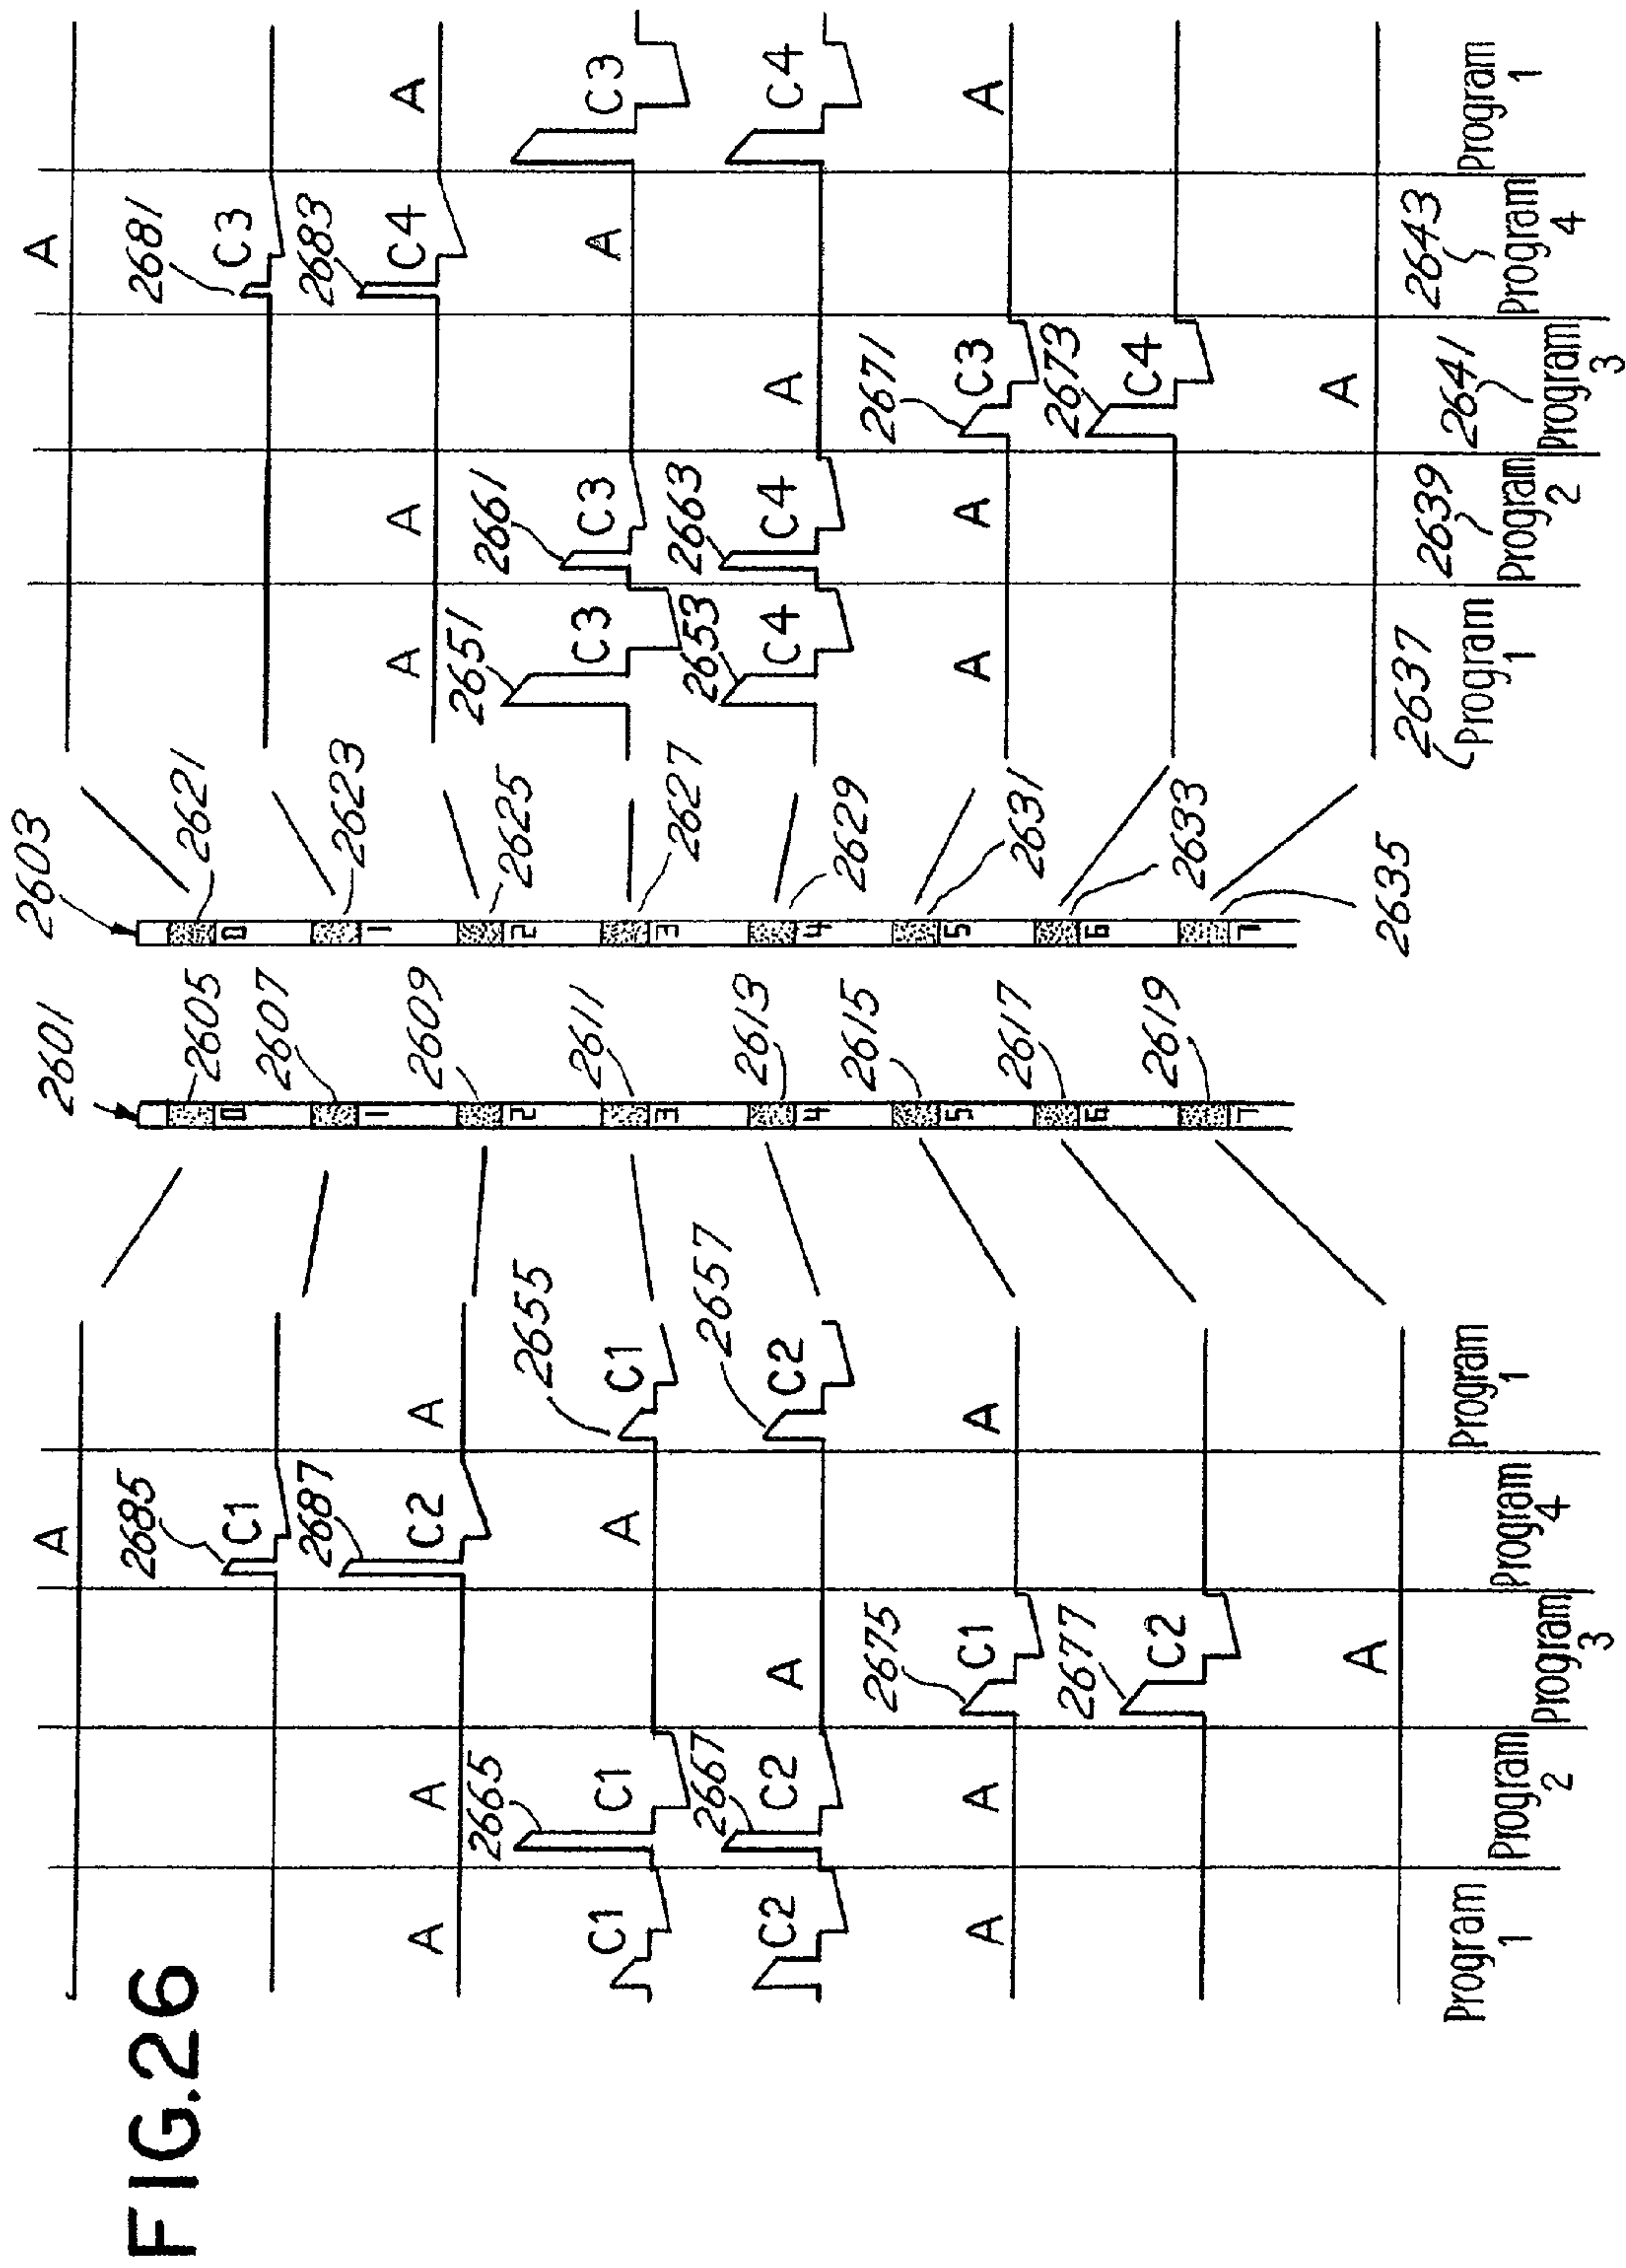 FIG.26
2601
2603
2605
2607
2609
2611
2613
2615
2617
2619
0
1
2
3
4
5
6
7
2621
2623
2625
2627
2629
2631
2633
2635
0
1
2
3
4
5
6
7
A
2685
C1
2687
C2
A
A
A
A
2665
2655
C1
C1
A
C1
2667
2657
C2
C2
A
C2
2675
A
A
C1
A
2677
C2
A
Program
1
Program
2
Program
3
Program
4
Program
1
A
2681
C3
2683
C4
A
A
A
2651
C3
2661
C3
A
C3
2653
C4
2663
C4
A
C4
2671
A
A
C3
A
2673
C4
A
2637
2639
2641
2643
Program
1
Program
2
Program
3
Program
4
Program
1